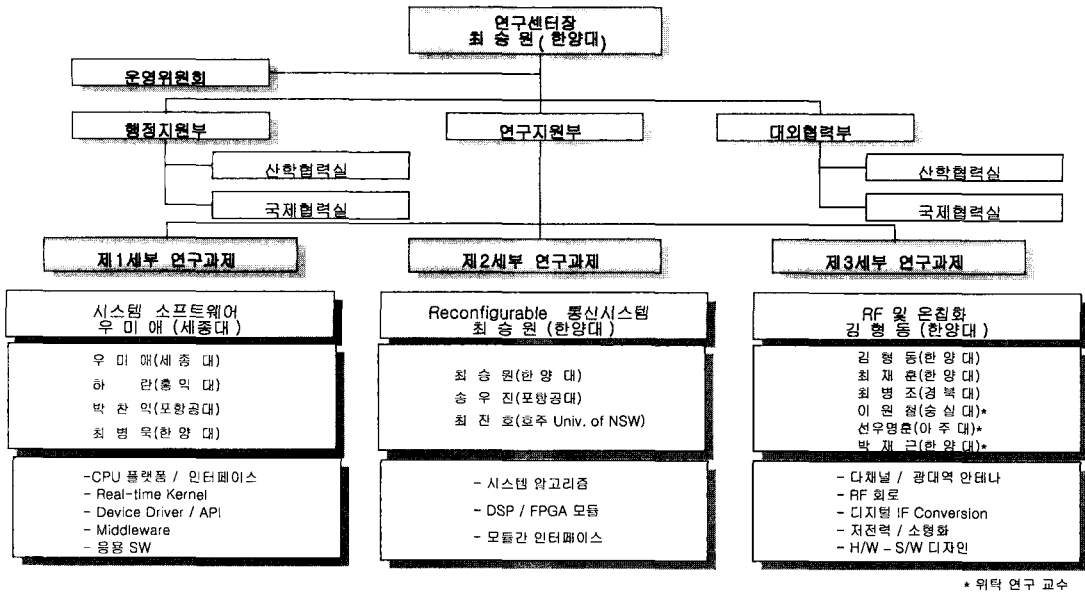 연구센터장
최 승 원 ( 한양대)
운영위원회
행정지원부
연구지원부
대외협력부
산학협력실
국제협력실
산학협력실
국제협력실
제1세부 연구과제
제2세부 연구과제
제3세부 연구과제
시스템 소프트웨어
우 미 애 (세종대)
우 미 애(세 종 대)
하 란(홍 익 대)
박 찬 익(포항공대)
최 병 욱(한 양 대)
-CPU 플랫폼 / 인터페이스
- Real-time Kernel
- Device Driver / API
- Middleware
- 응용 SW
Reconfigurable 통신시스템
최 승 원 (한양대)
최 승 원(한 양 대)
송 우 진(포항공대)
최 진 호(호주 Univ. of NSW)
- 시스템 알고리즘
- DSP / FPGA 모듈
- 모듈간 인터페이스
RF 및 온칩화
김 형 동 (한양대 )
김 형 동(한 양 대)
최 재 훈(한양 대)
최 병 조(경 북 대)
이 원 철(숭 실 대)*
선우명훈(아 주 대)*
박 재 근(한 양 대)*
- 다채널 / 광대역 안테나
- RF 회로
- 디지털 IF Conversion
- 저전력 / 소형화
- H/W – S/W 디자인
* 위탁 연구 교수